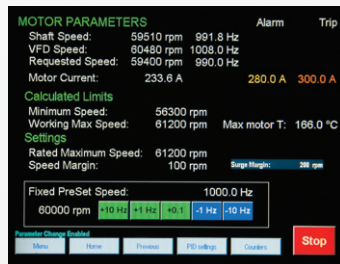 MOTOR PARAMETERS Alarm Trip
Shaft Speed: 59510 rpm 991.8 Hz
VFD Speed: 60480 rpm 1008.0 Hz
Requested Speed: 59400 rpm 990.0 Hz
Motor Current: 233.6 A 280.0 A 300.0 A
Calculated Limits
Minimum Speed: 56300 rpm
Working Max Speed: 61200 rpm Max motor T: 166.0 °C
Settings
Rated Maximum Speed: 61200 rpm
Speed Margin: 100 rpm Surge Margin: 200 rpm
Fixed PreSet Speed: 1000.0 Hz
60000 rpm +10 Hz +1 Hz +0.1 -1 Hz -10 Hz
Parameter Change Enabled
Menu Home Previous PID settings Counters Stop